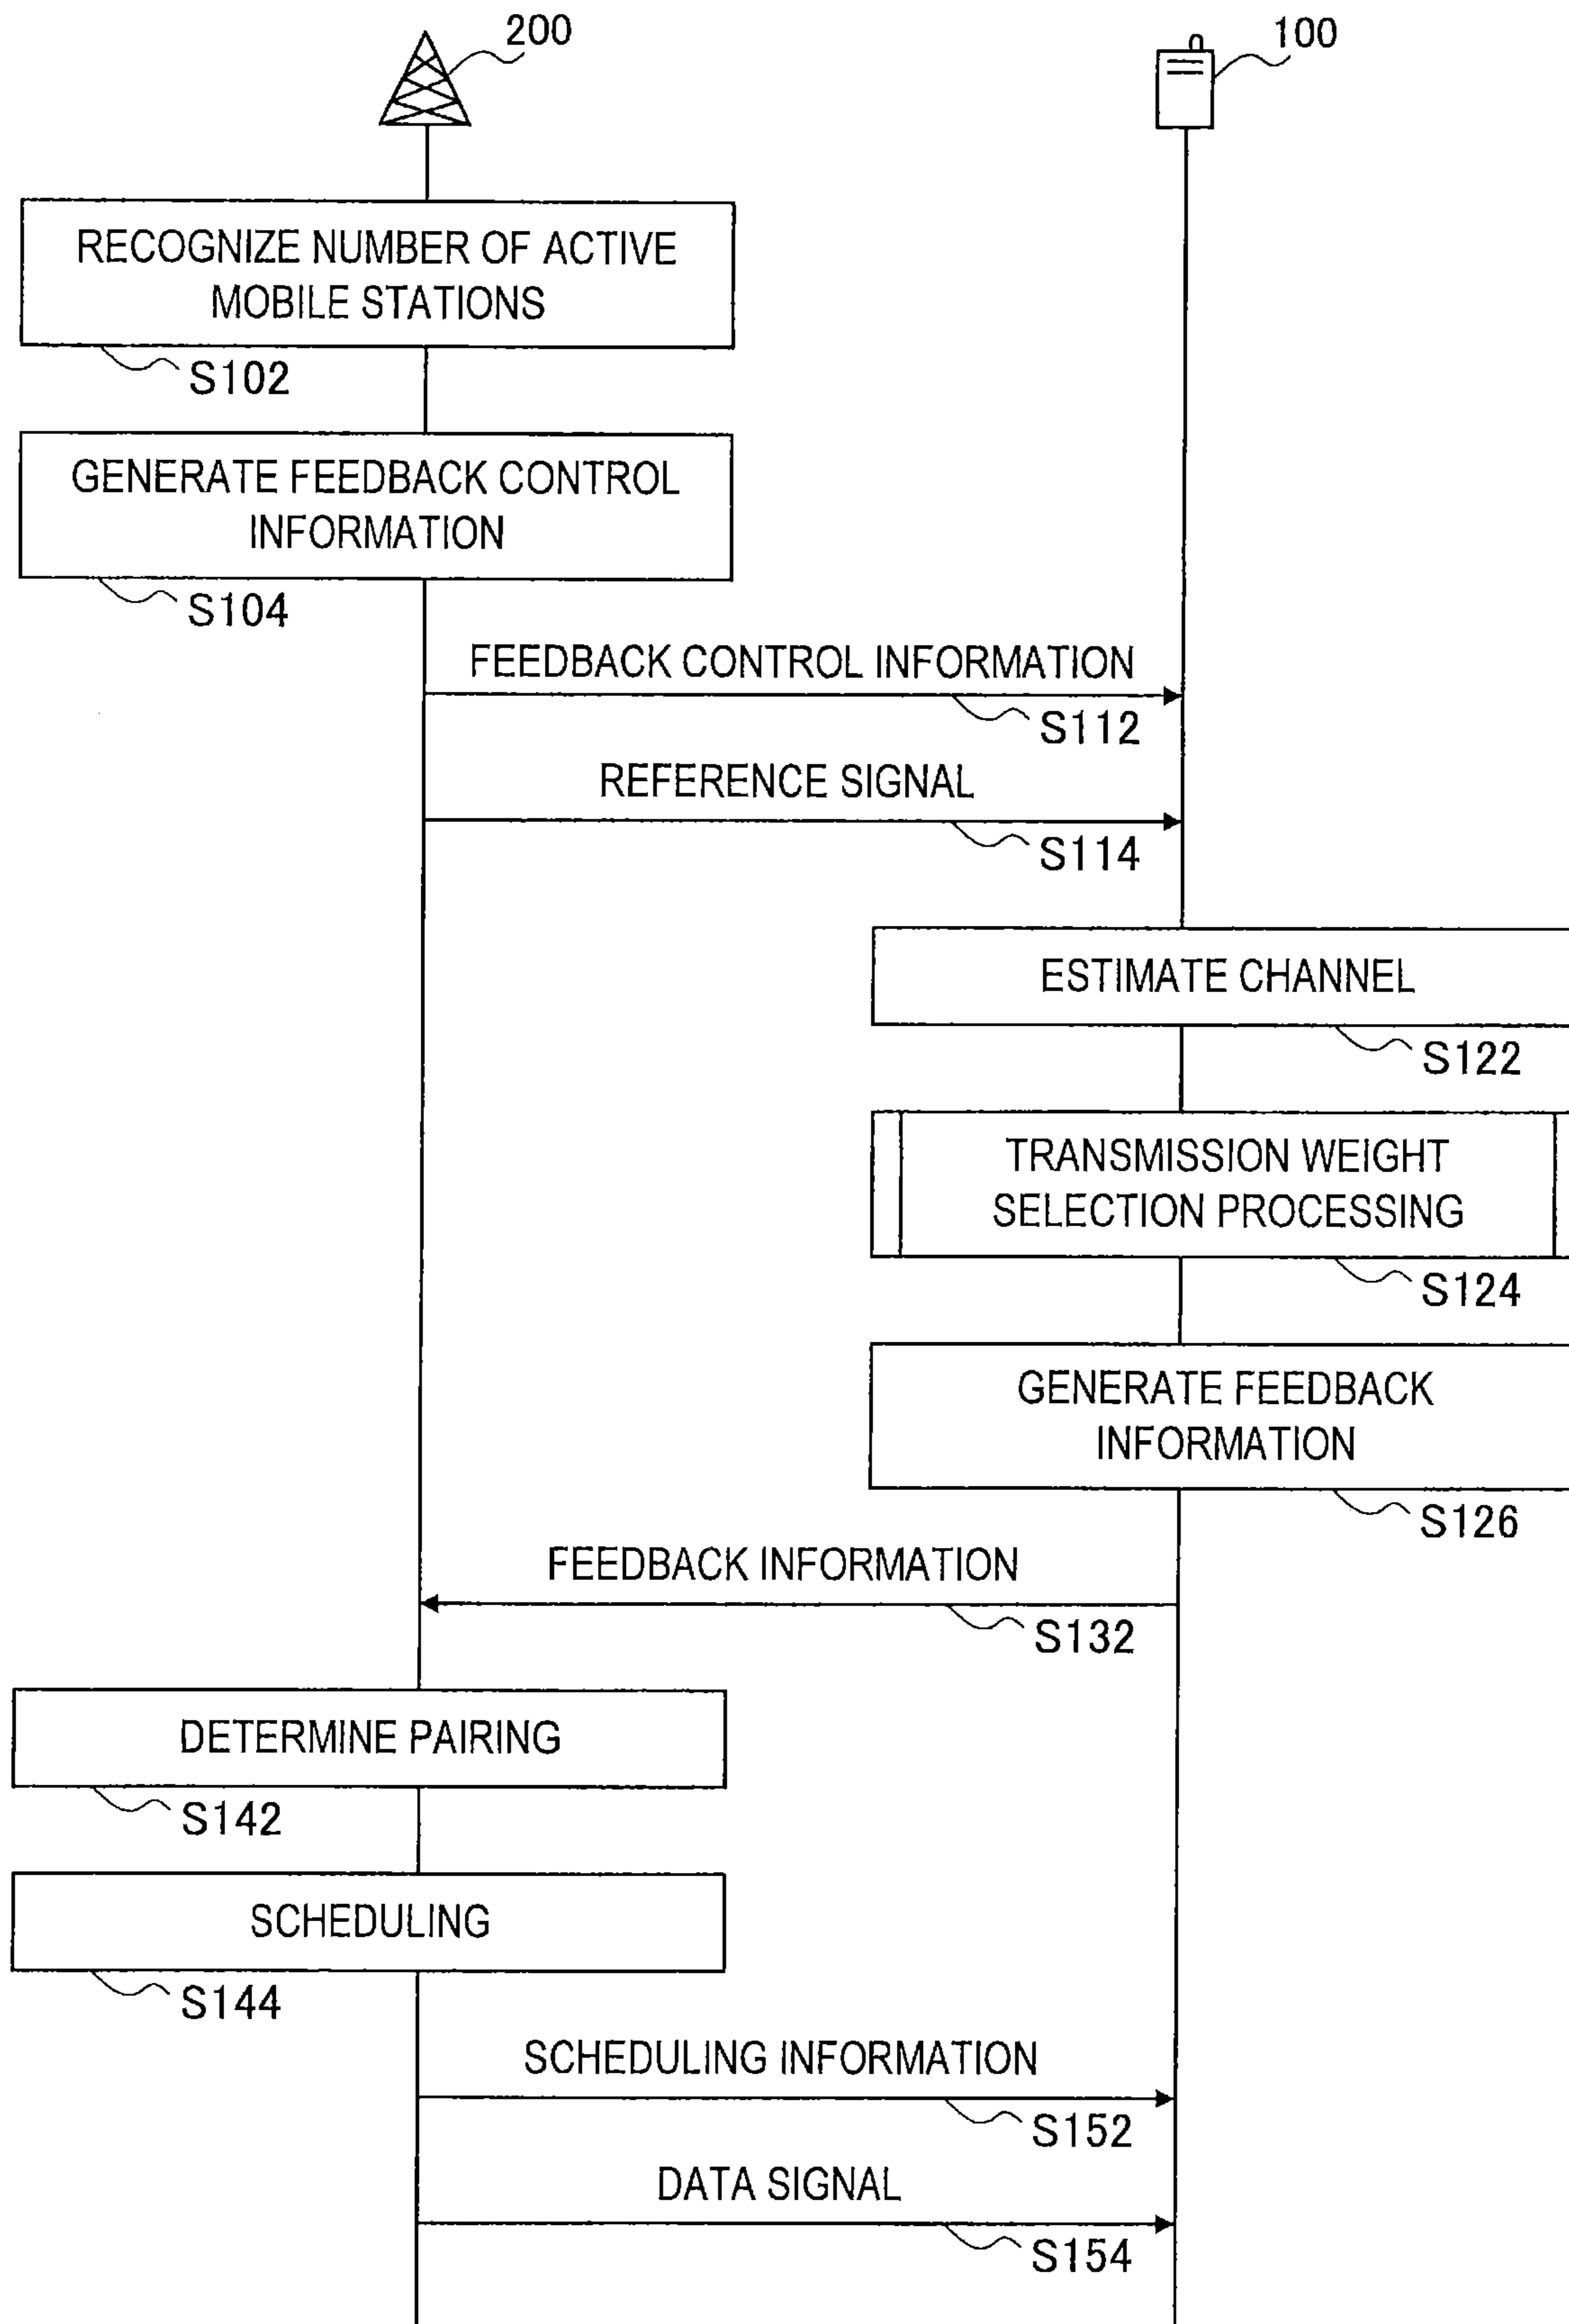 200
100
RECOGNIZE NUMBER OF ACTIVE
MOBILE STATIONS
S102
GENERATE FEEDBACK CONTROL
INFORMATION
S104
FEEDBACK CONTROL INFORMATION
S112
REFERENCE SIGNAL
S114
ESTIMATE CHANNEL
S122
TRANSMISSION WEIGHT
SELECTION PROCESSING
S124
GENERATE FEEDBACK
INFORMATION
S126
FEEDBACK INFORMATION
S132
DETERMINE PAIRING
S142
SCHEDULING
S144
SCHEDULING INFORMATION
S152
DATA SIGNAL
S154